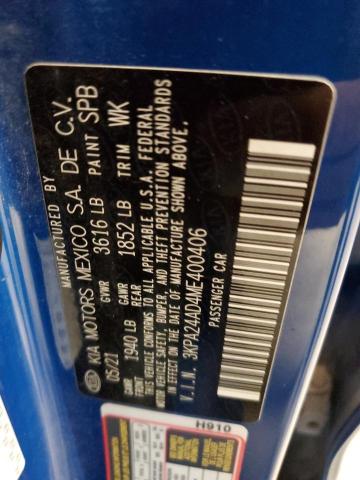 MANUFACTURED BY
KIA MOTORS MEXICO S.A. DE C.V.
05/21 GVWR 3616 LB PAINT SPB
FRT GAWR 1940 LB GAWR 1852 LB TRIM WK
THIS VEHICLE CONFORMS TO ALL APPLICABLE U.S.A. FEDERAL
MOTOR VEHICLE SAFETY, BUMPER, AND THEFT PREVENTION STANDARDS
IN EFFECT ON THE DATE OF MANUFACTURE SHOWN ABOVE.
V.I.N. 3KPA24AD4ME400406
PASSENGER CAR
H910